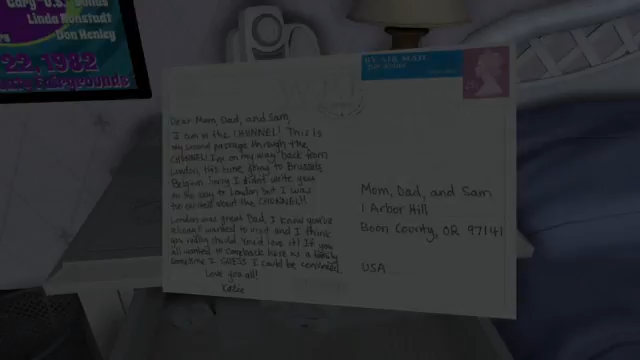 Gary "U.S." Bonds
Linda Ronstadt
Don Henley
22, 1982
Fairgrounds
BY AIR MAIL
Dear Mom, Dad, and Sam,
I am in the CHUNNEL! This is
my second passage through the
CHUNNEL! I'm on my way back from
London, this time going to Brussels,
Belgium. Sorry I didn't write you
on the way to London but I was
too excited about the CHUNNEL!!
London was great. Dad, I know you've
always wanted to visit and I think
you really should. You'd love it! If you
all wanted to come back here as a family
sometime I GUESS I could be convinced.
Love you all!
Katie
Mom, Dad, and Sam
1 Arbor Hill
Boon County, OR 97141
USA